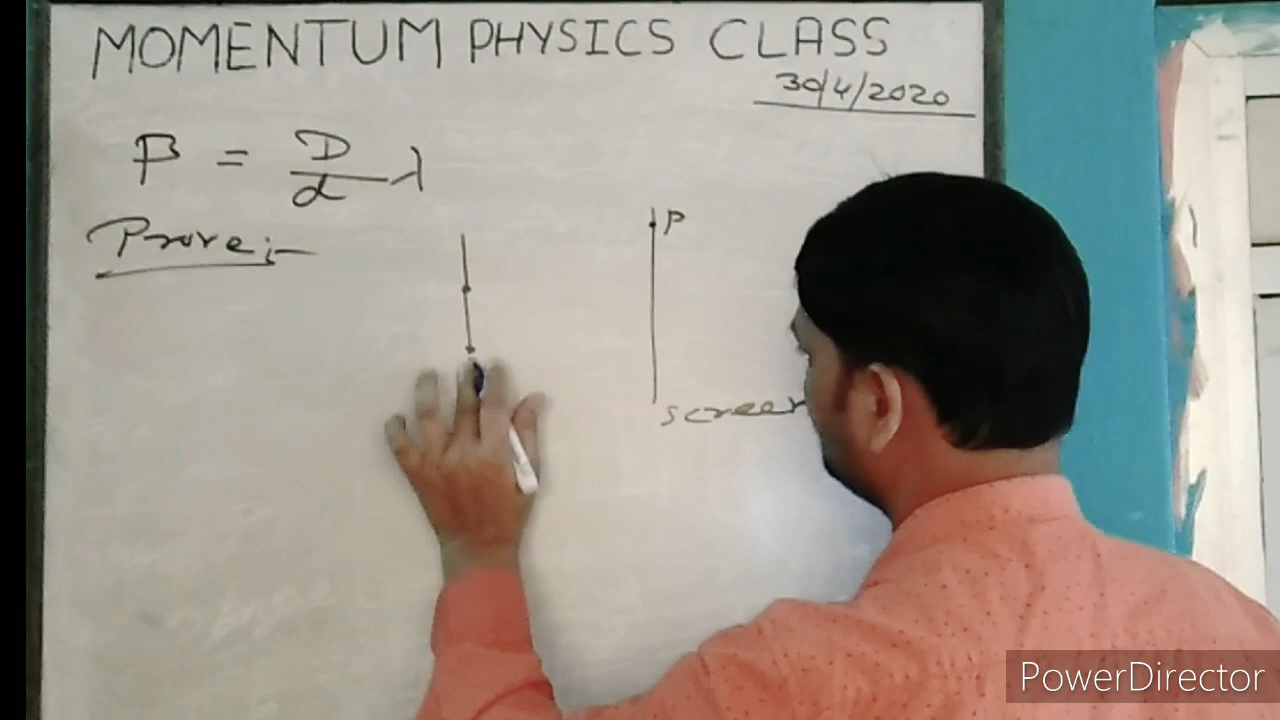 MOMENTUM PHYSICS CLASS
30/4/2020
β = D/d λ
Prove :-
P
screen
PowerDirector